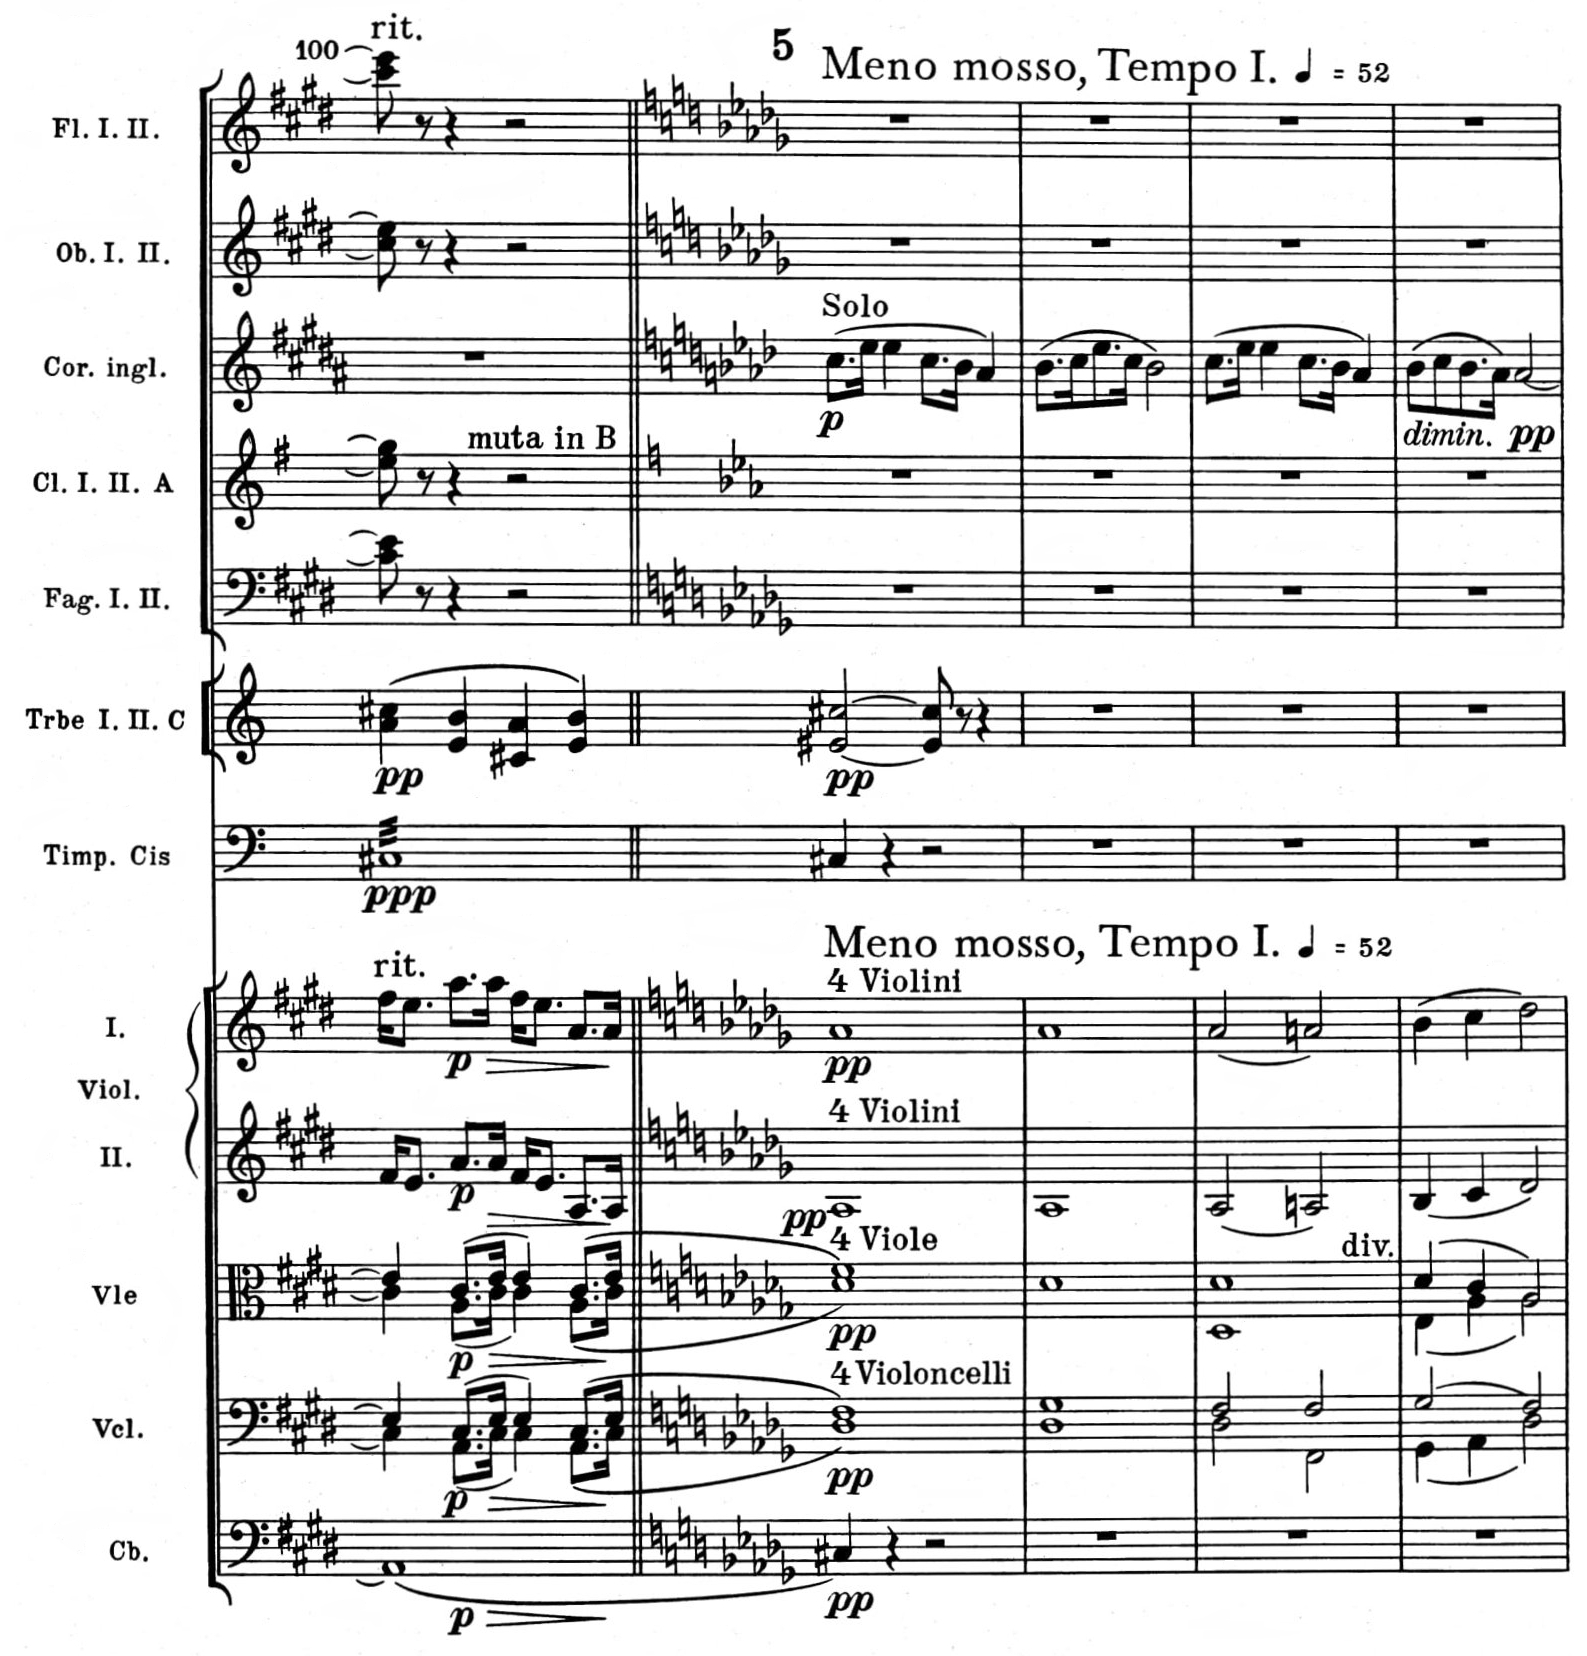 rit.
100
5
Meno mosso, Tempo I. ♩ = 52
Fl. I. II.
Ob. I. II.
Solo
Cor. ingl.
p
dimin. pp
muta in B
Cl. I. II. A
Fag. I. II.
Trbe I. II. C
pp
pp
Timp. Cis
ppp
Meno mosso, Tempo I. ♩ = 52
rit.
4 Violini
I.
p
pp
Viol.
4 Violini
II.
p
pp
4 Viole
div.
Vle
p
pp
4 Violoncelli
Vcl.
p
pp
Cb.
p
pp